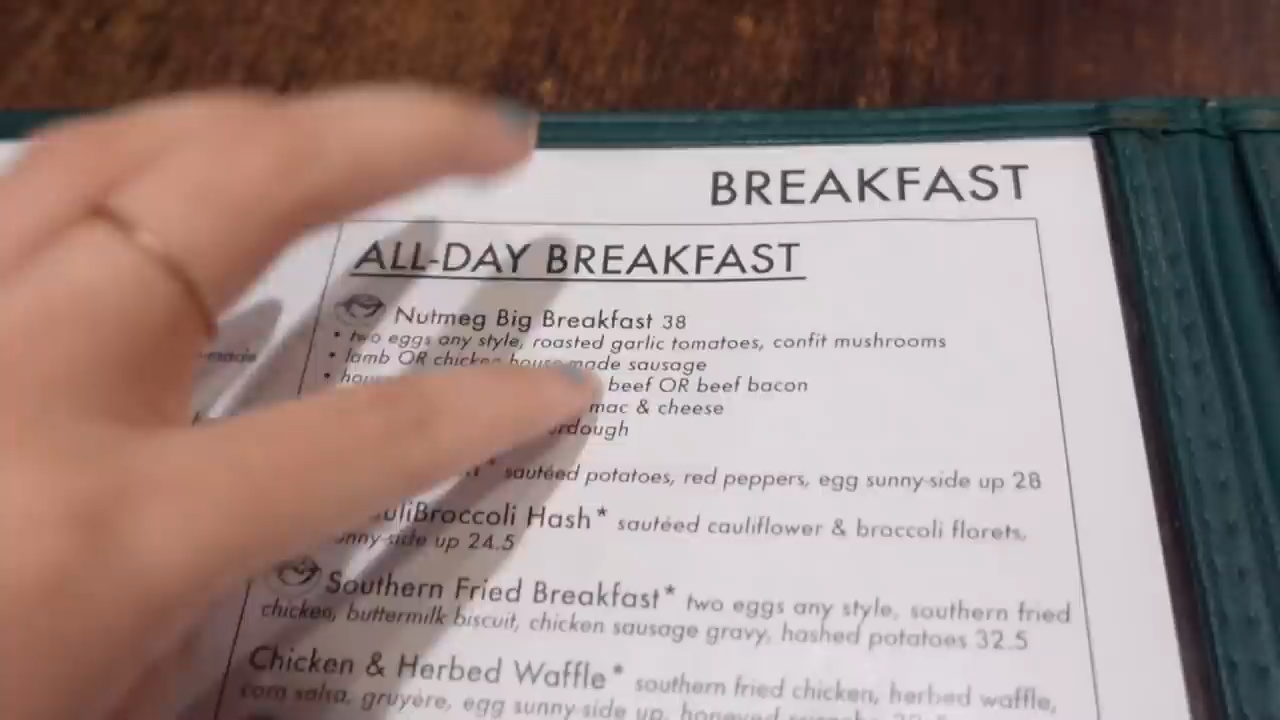 BREAKFAST
ALL-DAY BREAKFAST
Nutmeg Big Breakfast 38
• two eggs any style, roasted garlic tomatoes, confit mushrooms
• lamb OR chicken house-made sausage
• beef OR beef bacon
mac & cheese
sautéed potatoes, red peppers, egg sunny-side up 28
Hash* sautéed cauliflower & broccoli florets,
up 24.5
Southern Fried Breakfast* two eggs any style, southern fried
chicken, buttermilk biscuit, chicken sausage gravy, hashed potatoes 32.5
Chicken & Herbed Waffle* southern fried chicken, herbed waffle,
corn salsa, gruyère, egg sunny-side up, honeyed